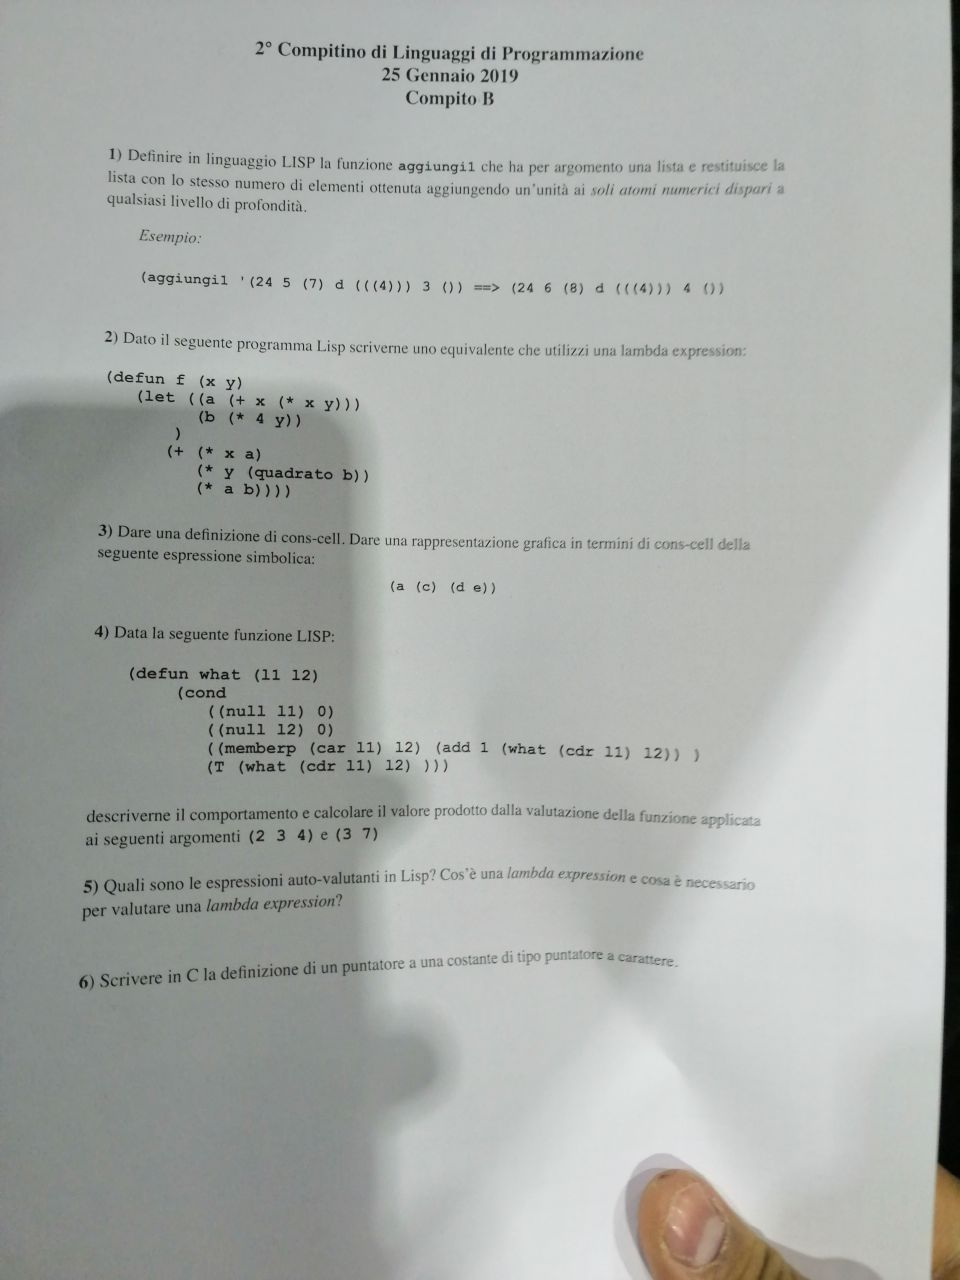 2° Compitino di Linguaggi di Programmazione
25 Gennaio 2019
Compito B
1) Definire in linguaggio LISP la funzione aggiungi1 che ha per argomento una lista e restituisce la
lista con lo stesso numero di elementi ottenuta aggiungendo un'unità ai soli atomi numerici dispari a
qualsiasi livello di profondità.
Esempio:
(aggiungi1 '(24 5 (7) d (((4))) 3 ()) ==> (24 6 (8) d (((4))) 4 ())
2) Dato il seguente programma Lisp scriverne uno equivalente che utilizzi una lambda expression:
(defun f (x y)
(let ((a (+ x (* x y)))
(b (* 4 y))
)
(+ (* x a)
(* y (quadrato b))
(* a b))))
3) Dare una definizione di cons-cell. Dare una rappresentazione grafica in termini di cons-cell della
seguente espressione simbolica:
(a (c) (d e))
4) Data la seguente funzione LISP:
(defun what (l1 l2)
(cond
((null l1) 0)
((null l2) 0)
((memberp (car l1) l2) (add 1 (what (cdr l1) l2)) )
(T (what (cdr l1) l2) )))
descriverne il comportamento e calcolare il valore prodotto dalla valutazione della funzione applicata
ai seguenti argomenti (2 3 4) e (3 7)
5) Quali sono le espressioni auto-valutanti in Lisp? Cos'è una lambda expression e cosa è necessario
per valutare una lambda expression?
6) Scrivere in C la definizione di un puntatore a una costante di tipo puntatore a carattere.